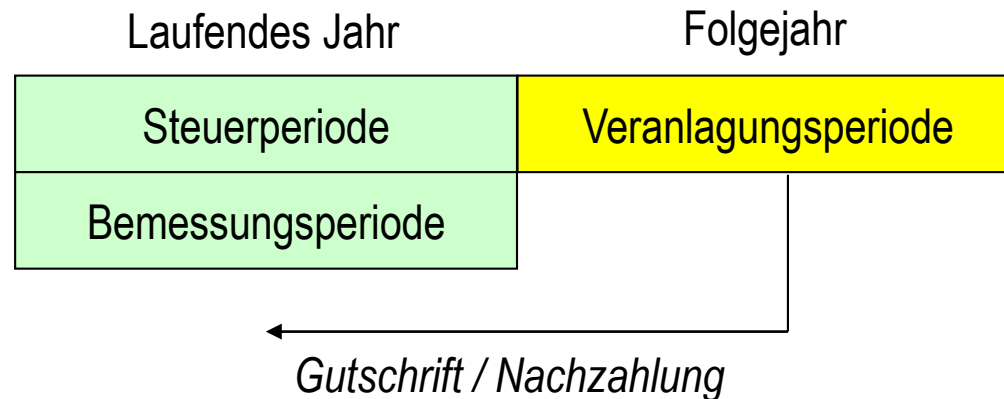 Laufendes Jahr
Folgejahr
Steuerperiode
Veranlagungsperiode
Bemessungsperiode
Gutschrift / Nachzahlung